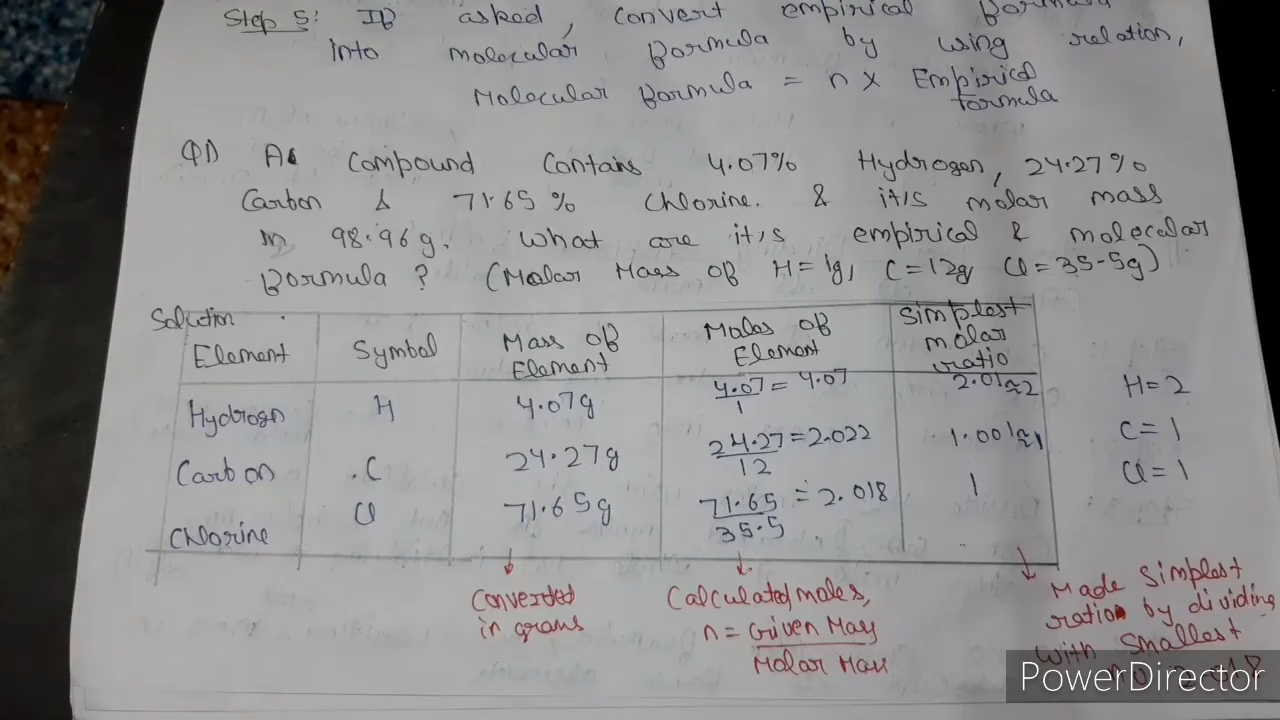 Step 5: If asked, convert empirical formula
into molecular formula by using relation,
Molecular formula = n × Empirical
formula
Q1) A compound contains 4.07% Hydrogen, 24.27%
Carbon & 71.65% Chlorine. & it's molar mass
is 98.96g. What are it's empirical & molecular
formula? (Molar Mass of H=1g, C=12g Cl=35.5g)
Solution
Element Symbol Mass of Element Moles of Element Simplest molar ratio
Hydrogn H 4.07g 4.07/1 = 4.07 2.01≈2 H=2
Carbon C 24.27g 24.27/12 = 2.022 1.001≈1 C=1
Chlorine Cl 71.65g 71.65/35.5 = 2.018 1 Cl=1
Converted in grams
Calculated moles, n = Given Mass/Molar Mass
Made Simplest ration by dividing with smallest
PowerDirector